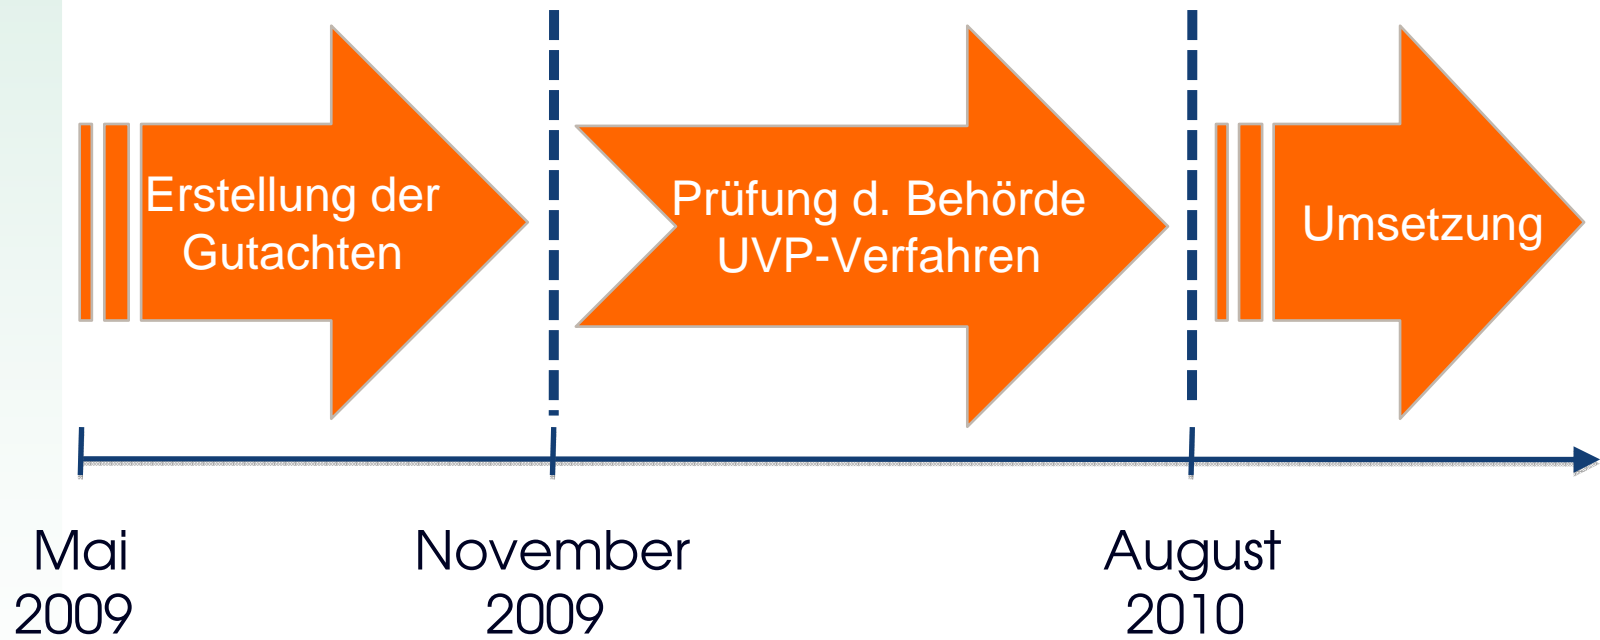 Erstellung der
Gutachten
Prüfung d. Behörde
UVP-Verfahren
Umsetzung
Mai
2009
November
2009
August
2010